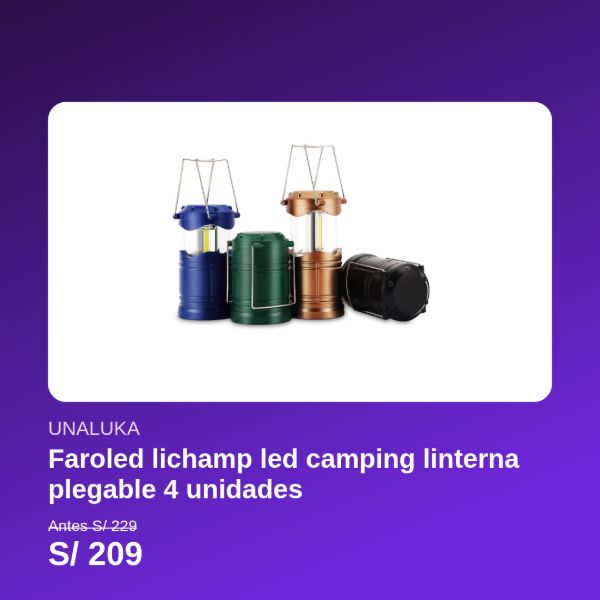 UNALUKA
Faroled lichamp led camping linterna
plegable 4 unidades
Antes S/ 229
S/ 209